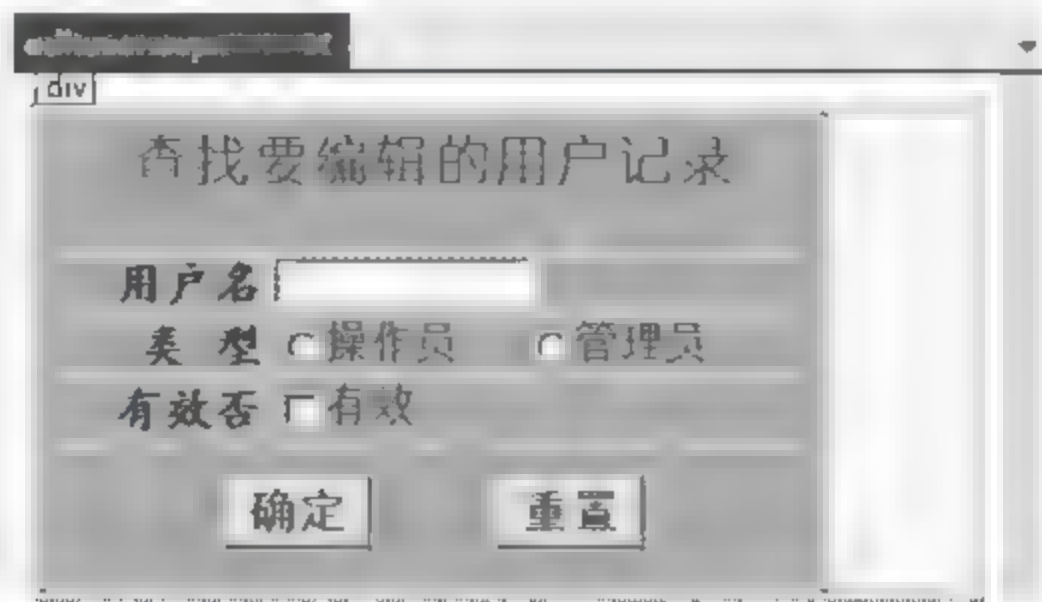 div
查找要编辑的用户记录
用户名
类 型 操作员 管理员
有效否 有效
确定 重置